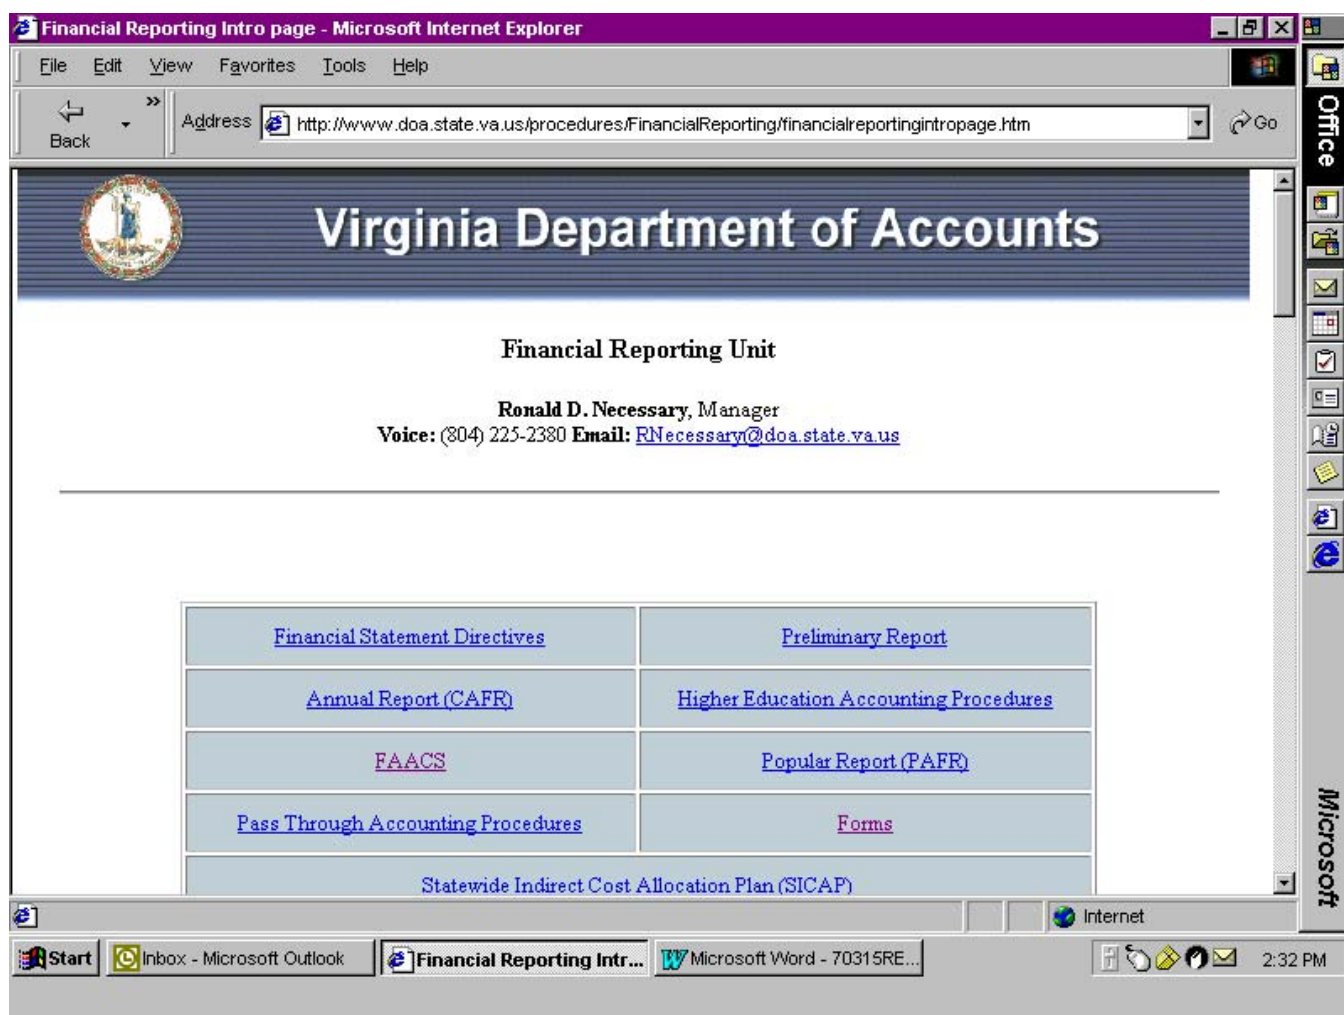 Financial Reporting Intro page - Microsoft Internet Explorer
File Edit View Favorites Tools Help
Back » Address http://www.doa.state.va.us/procedures/FinancialReporting/financialreportingintropage.htm Go
Office
Virginia Department of Accounts
Financial Reporting Unit
Ronald D. Necessary, Manager
Voice: (804) 225-2380 Email: RNecessary@doa.state.va.us
Financial Statement Directives Preliminary Report
Annual Report (CAFR) Higher Education Accounting Procedures
FAACS Popular Report (PAFR)
Pass Through Accounting Procedures Forms
Statewide Indirect Cost Allocation Plan (SICAP)
Microsoft
Internet
Start Inbox - Microsoft Outlook Financial Reporting Intr... Microsoft Word - 70315RE... 2:32 PM